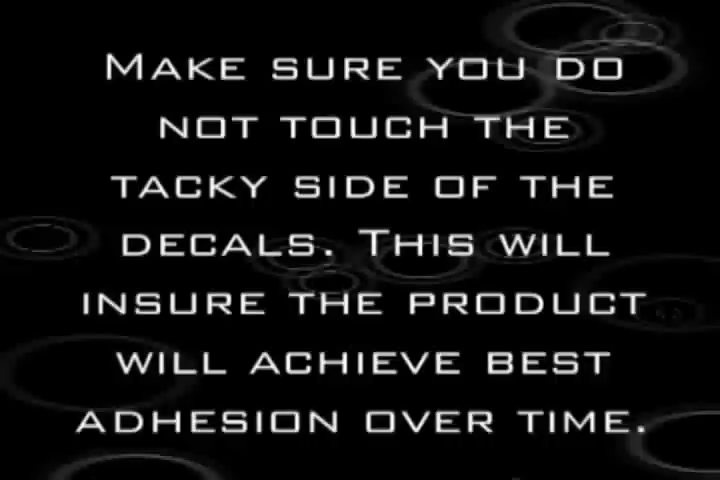 Make sure you do
not touch the
tacky side of the
decals. This will
insure the product
will achieve best
adhesion over time.